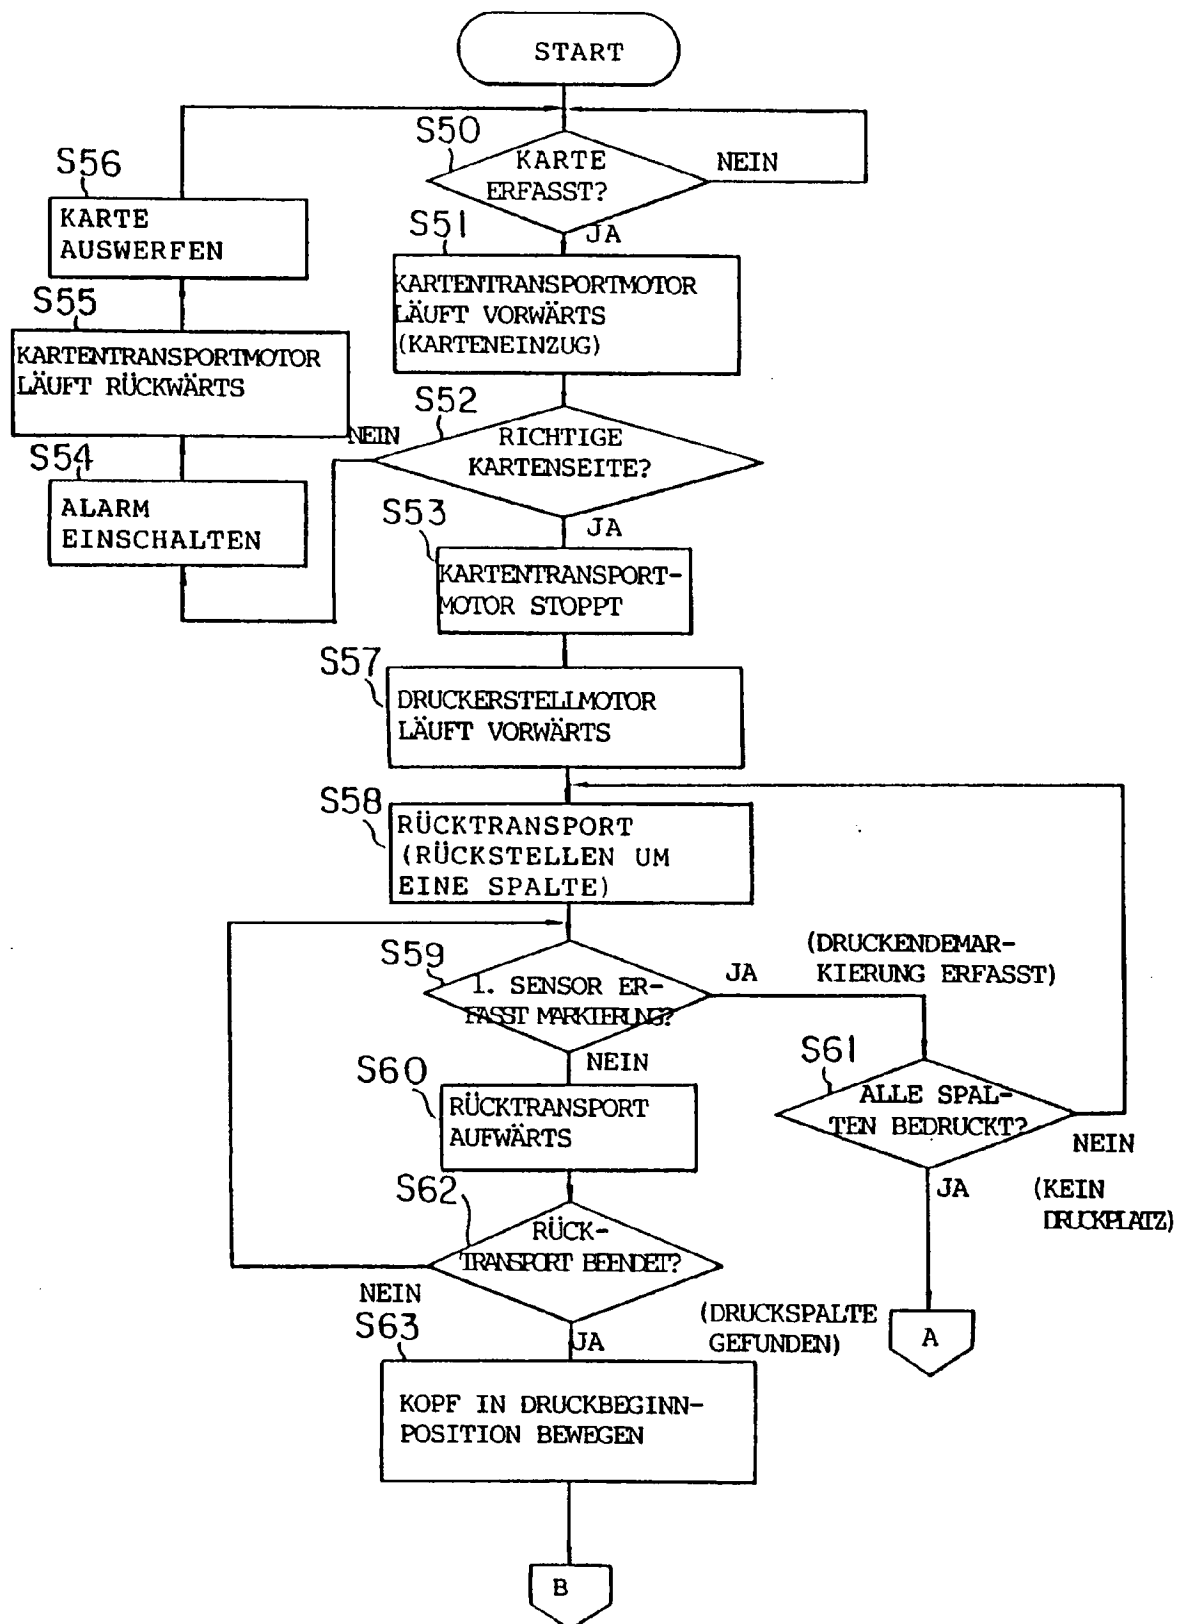 START
S50
KARTE
ERFASST?
NEIN
JA
S56
KARTE
AUSWERFEN
S51
KARTENTRANSPORTMOTOR
LÄUFT VORWÄRTS
(KARTENEINZUG)
S55
KARTENTRANSPORTMOTOR
LÄUFT RÜCKWÄRTS
S52
RICHTIGE
KARTENSEITE?
NEIN
JA
S54
ALARM
EINSCHALTEN
S53
KARTENTRANSPORT-
MOTOR STOPPT
S57
DRUCKERSTELLMOTOR
LÄUFT VORWÄRTS
S58
RÜCKTRANSPORT
(RÜCKSTELLEN UM
EINE SPALTE)
S59
1. SENSOR ER-
FASST MARKIERUNG?
JA
(DRUCKENDEMAR-
KIERUNG ERFASST)
NEIN
S61
ALLE SPAL-
TEN BEDRUCKT?
NEIN
(KEIN
DRUCKPLATZ)
JA
S60
RÜCKTRANSPORT
AUFWÄRTS
S62
RÜCK-
TRANSPORT BEENDET?
NEIN
JA
(DRUCKSPALTE
GEFUNDEN)
A
S63
KOPF IN DRUCKBEGINN-
POSITION BEWEGEN
B